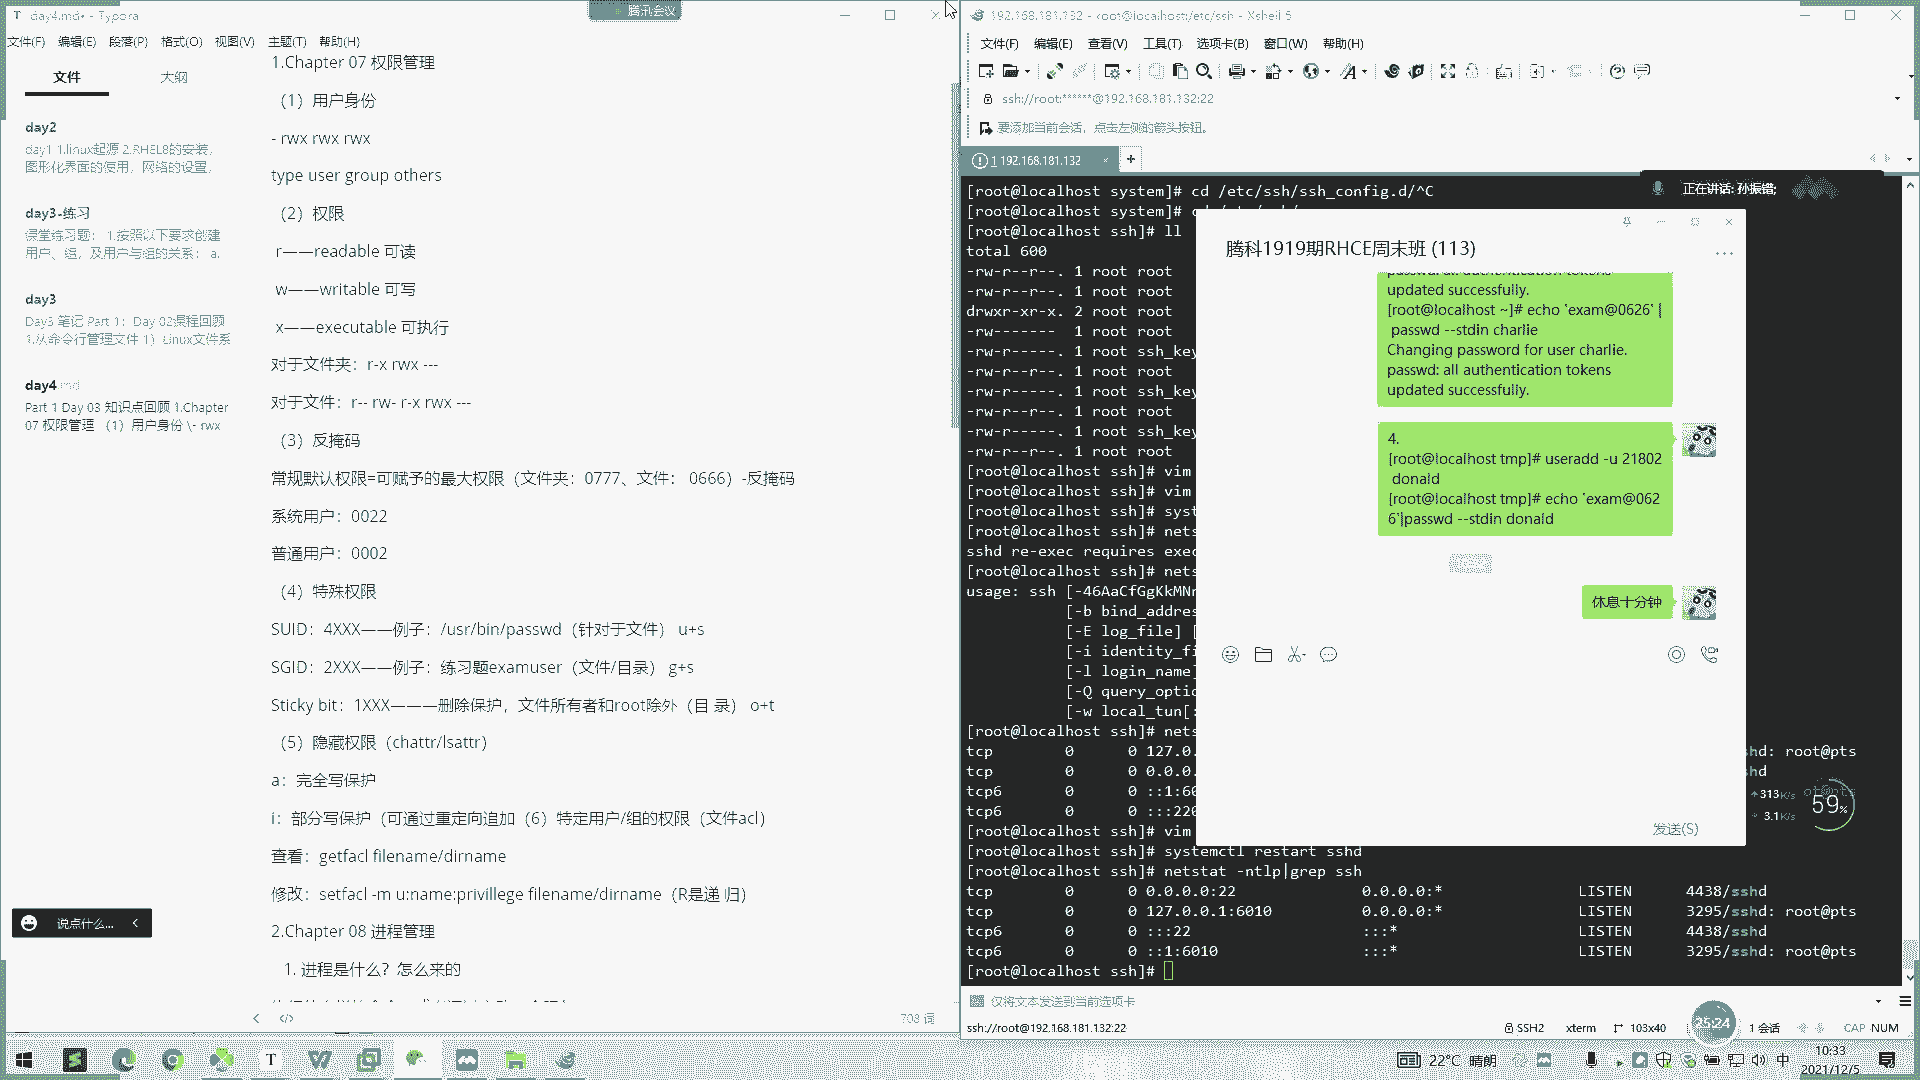 day4.md• - Typora
腾讯会议
文件(F) 编辑(E) 段落(P) 格式(O) 视图(V) 主题(T) 帮助(H)
文件 大纲
day2
day1 1.linux起源 2.RHEL8的安装，
图形化界面的使用，网络的设置，
day3-练习
课堂练习题： 1.按照以下要求创建
用户、组，及用户与组的关系： a.
day3
Day3 笔记 Part 1： Day 02课程回顾
1.从命令行管理文件 1） Linux文件系
day4.md
Part 1 Day 03 知识点回顾 1.Chapter
07 权限管理 （1）用户身份 \- rwx
说点什么...
1.Chapter 07 权限管理
（1）用户身份
- rwx rwx rwx
type user group others
（2）权限
r——readable 可读
w——writable 可写
x——executable 可执行
对于文件夹：r-x rwx ---
对于文件：r-- rw- r-x rwx ---
（3）反掩码
常规默认权限=可赋予的最大权限（文件夹：0777、文件： 0666）-反掩码
系统用户：0022
普通用户：0002
（4）特殊权限
SUID：4XXX——例子：/usr/bin/passwd（针对于文件） u+s
SGID：2XXX——例子：练习题examuser（文件/目录） g+s
Sticky bit：1XXX———删除保护，文件所有者和root除外（目 录） o+t
（5）隐藏权限（chattr/lsattr）
a：完全写保护
i：部分写保护（可通过重定向追加（6）特定用户/组的权限（文件acl）
查看：getfacl filename/dirname
修改：setfacl -m u:name:privillege filename/dirname（R是递 归）
2.Chapter 08 进程管理
1. 进程是什么？怎么来的
703 词
192.168.181.132 - root@localhost:/etc/ssh - Xshell 5
文件(F) 编辑(E) 查看(V) 工具(T) 选项卡(B) 窗口(W) 帮助(H)
ssh://root:******@192.168.181.132:22
要添加当前会话，点击左侧的箭头按钮。
1 192.168.181.132
正在讲话: 孙振锴;
[root@localhost system]# cd /etc/ssh/ssh_config.d/^C
[root@localhost system]# cd /etc/ssh/
[root@localhost ssh]# ll
total 600
-rw-r--r--. 1 root root
-rw-r--r--. 1 root root
drwxr-xr-x. 2 root root
-rw-------  1 root root
-rw-r-----. 1 root ssh_key
-rw-r--r--. 1 root root
-rw-r-----. 1 root ssh_key
-rw-r--r--. 1 root root
-rw-r-----. 1 root ssh_key
-rw-r--r--. 1 root root
[root@localhost ssh]# vim
[root@localhost ssh]# vim
[root@localhost ssh]# syst
[root@localhost ssh]# nets
sshd re-exec requires exec
[root@localhost ssh]# nets
usage: ssh [-46AaCfGgKkMNn
[-b bind_addres
[-E log_file] [
[-i identity_fi
[-l login_name]
[-Q query_optio
[-w local_tun[:
[root@localhost ssh]# nets
tcp 0 0 127.0. shd: root@pts
tcp 0 0 0.0.0. shd
tcp6 0 0 ::1:60
tcp6 0 0 :::220
[root@localhost ssh]# vim
[root@localhost ssh]# systemctl restart sshd
[root@localhost ssh]# netstat -ntlp|grep ssh
tcp 0 0 0.0.0.0:22 0.0.0.0:* LISTEN 4438/sshd
tcp 0 0 127.0.0.1:6010 0.0.0.0:* LISTEN 3295/sshd: root@pts
tcp6 0 0 :::22 :::* LISTEN 4438/sshd
tcp6 0 0 ::1:6010 :::* LISTEN 3295/sshd: root@pts
[root@localhost ssh]#
腾科1919期RHCE周末班 (113)
updated successfully.
[root@localhost ~]# echo 'exam@0626' |
passwd --stdin charlie
Changing password for user charlie.
passwd: all authentication tokens
updated successfully.
4.
[root@localhost tmp]# useradd -u 21802
donald
[root@localhost tmp]# echo 'exam@062
6'|passwd --stdin donald
休息十分钟
发送(S)
313K/s
3.1K/s
59%
仅将文本发送到当前选项卡
ssh://root@192.168.181.132:22
SSH2 xterm 103x40 25:24 1 会话 CAP NUM
22°C 晴朗
中
10:33
2021/12/5